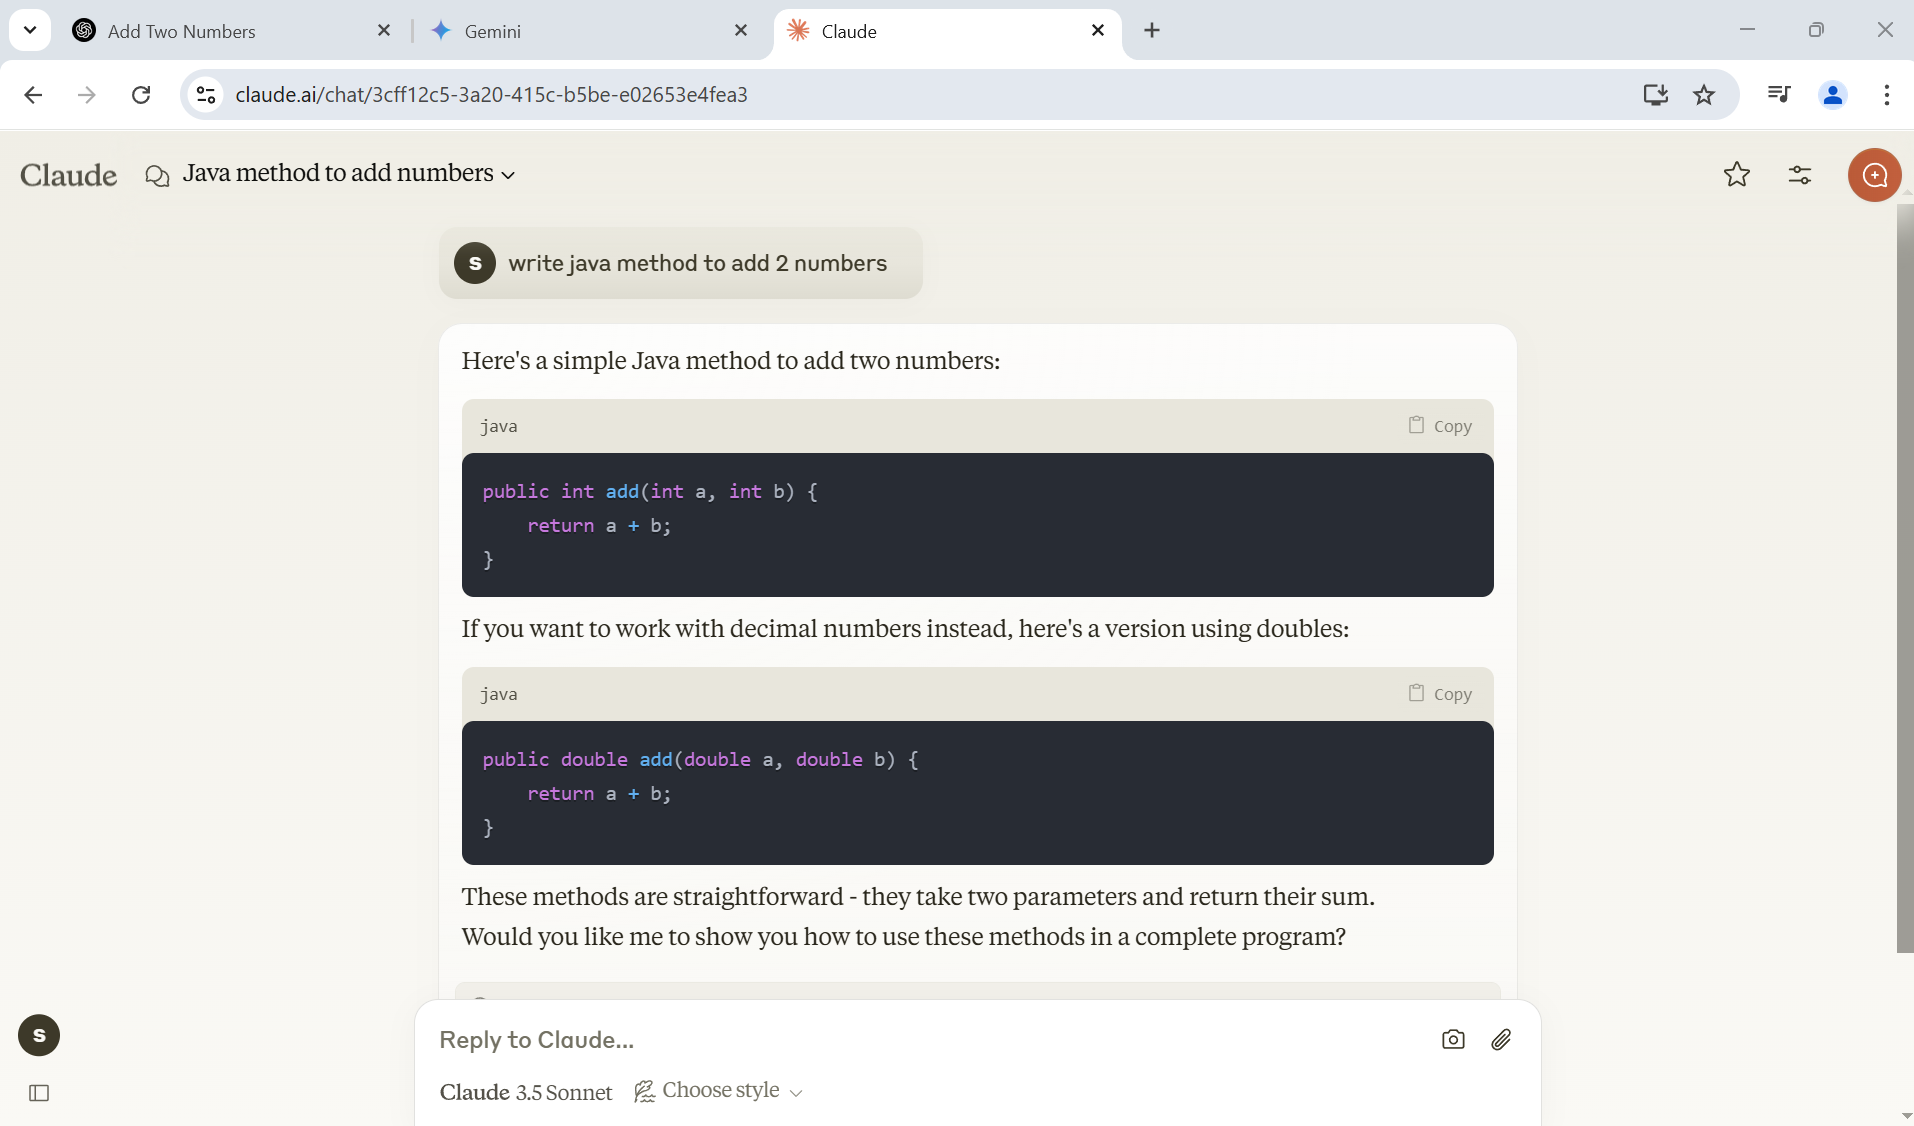 Add Two Numbers
Gemini
Claude
claude.ai/chat/3cff12c5-3a20-415c-b5be-e02653e4fea3
Claude
Java method to add numbers
S
write java method to add 2 numbers
Here's a simple Java method to add two numbers:
java
Copy
public int add(int a, int b) {
    return a + b;
}
If you want to work with decimal numbers instead, here's a version using doubles:
java
Copy
public double add(double a, double b) {
    return a + b;
}
These methods are straightforward - they take two parameters and return their sum.
Would you like me to show you how to use these methods in a complete program?
S
Reply to Claude...
Claude 3.5 Sonnet
Choose style